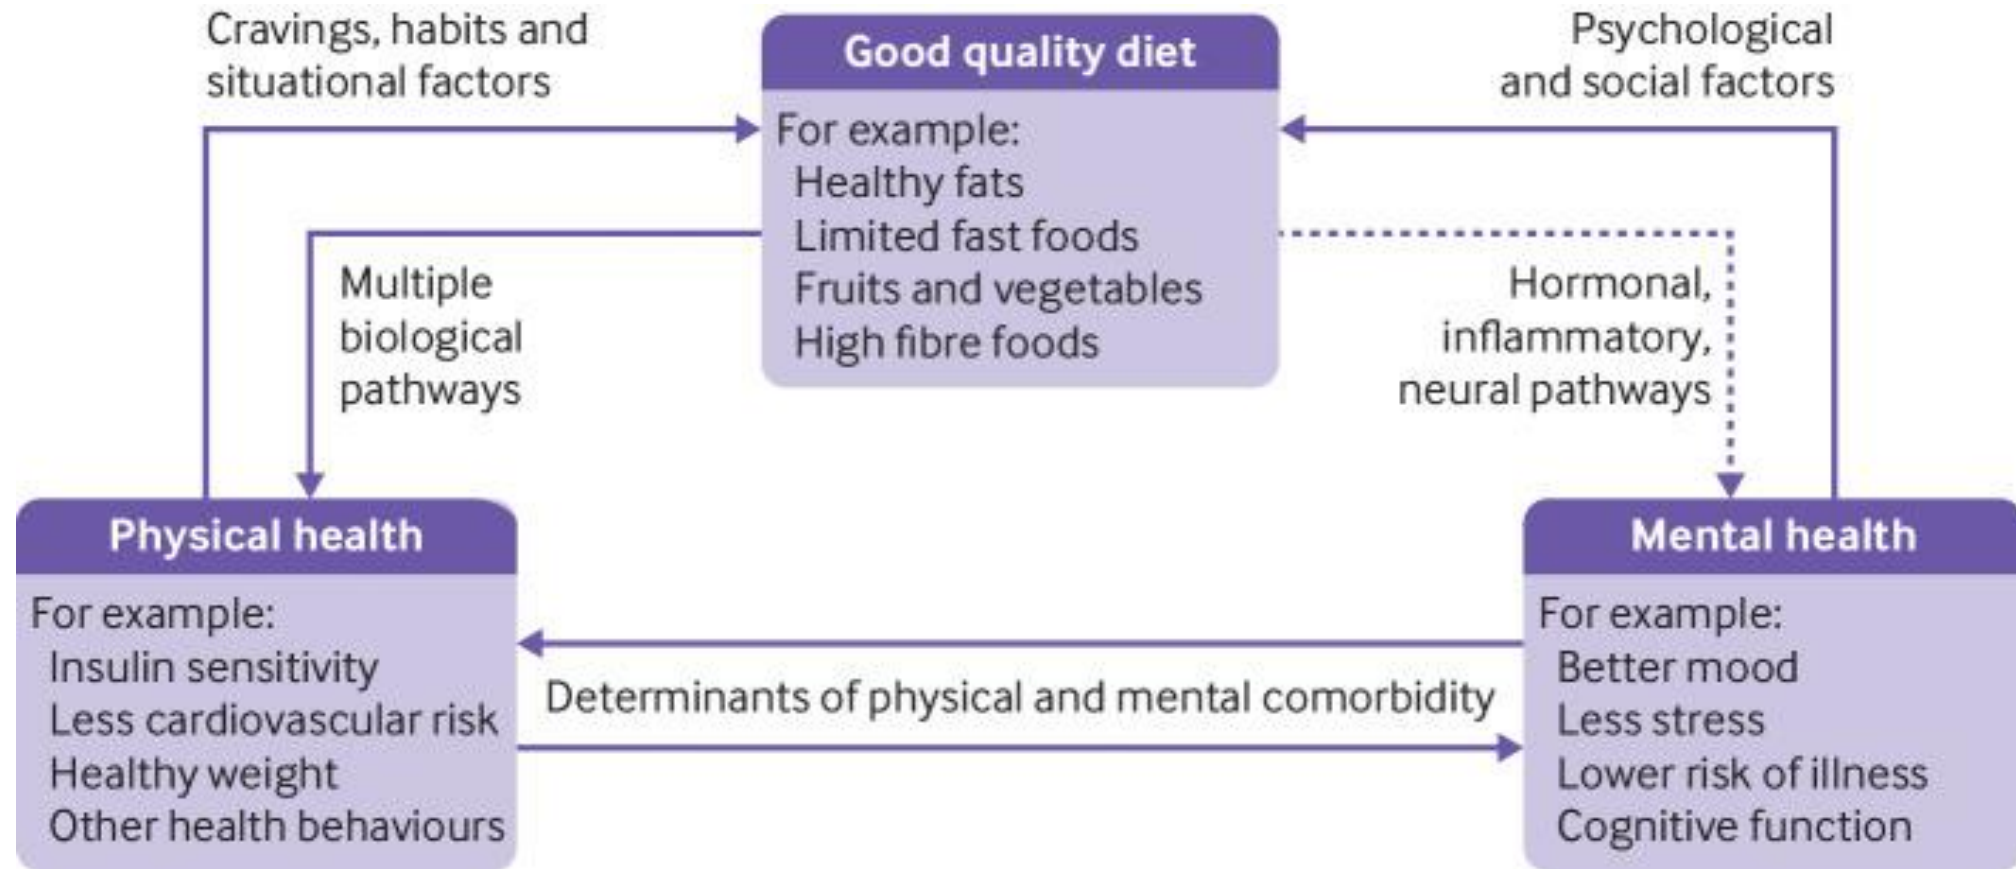 Cravings, habits and
situational factors
Good quality diet
For example:
Healthy fats
Limited fast foods
Fruits and vegetables
High fibre foods
Psychological
and social factors
Multiple
biological
pathways
Hormonal,
inflammatory,
neural pathways
Physical health
For example:
Insulin sensitivity
Less cardiovascular risk
Healthy weight
Other health behaviours
Determinants of physical and mental comorbidity
Mental health
For example:
Better mood
Less stress
Lower risk of illness
Cognitive function